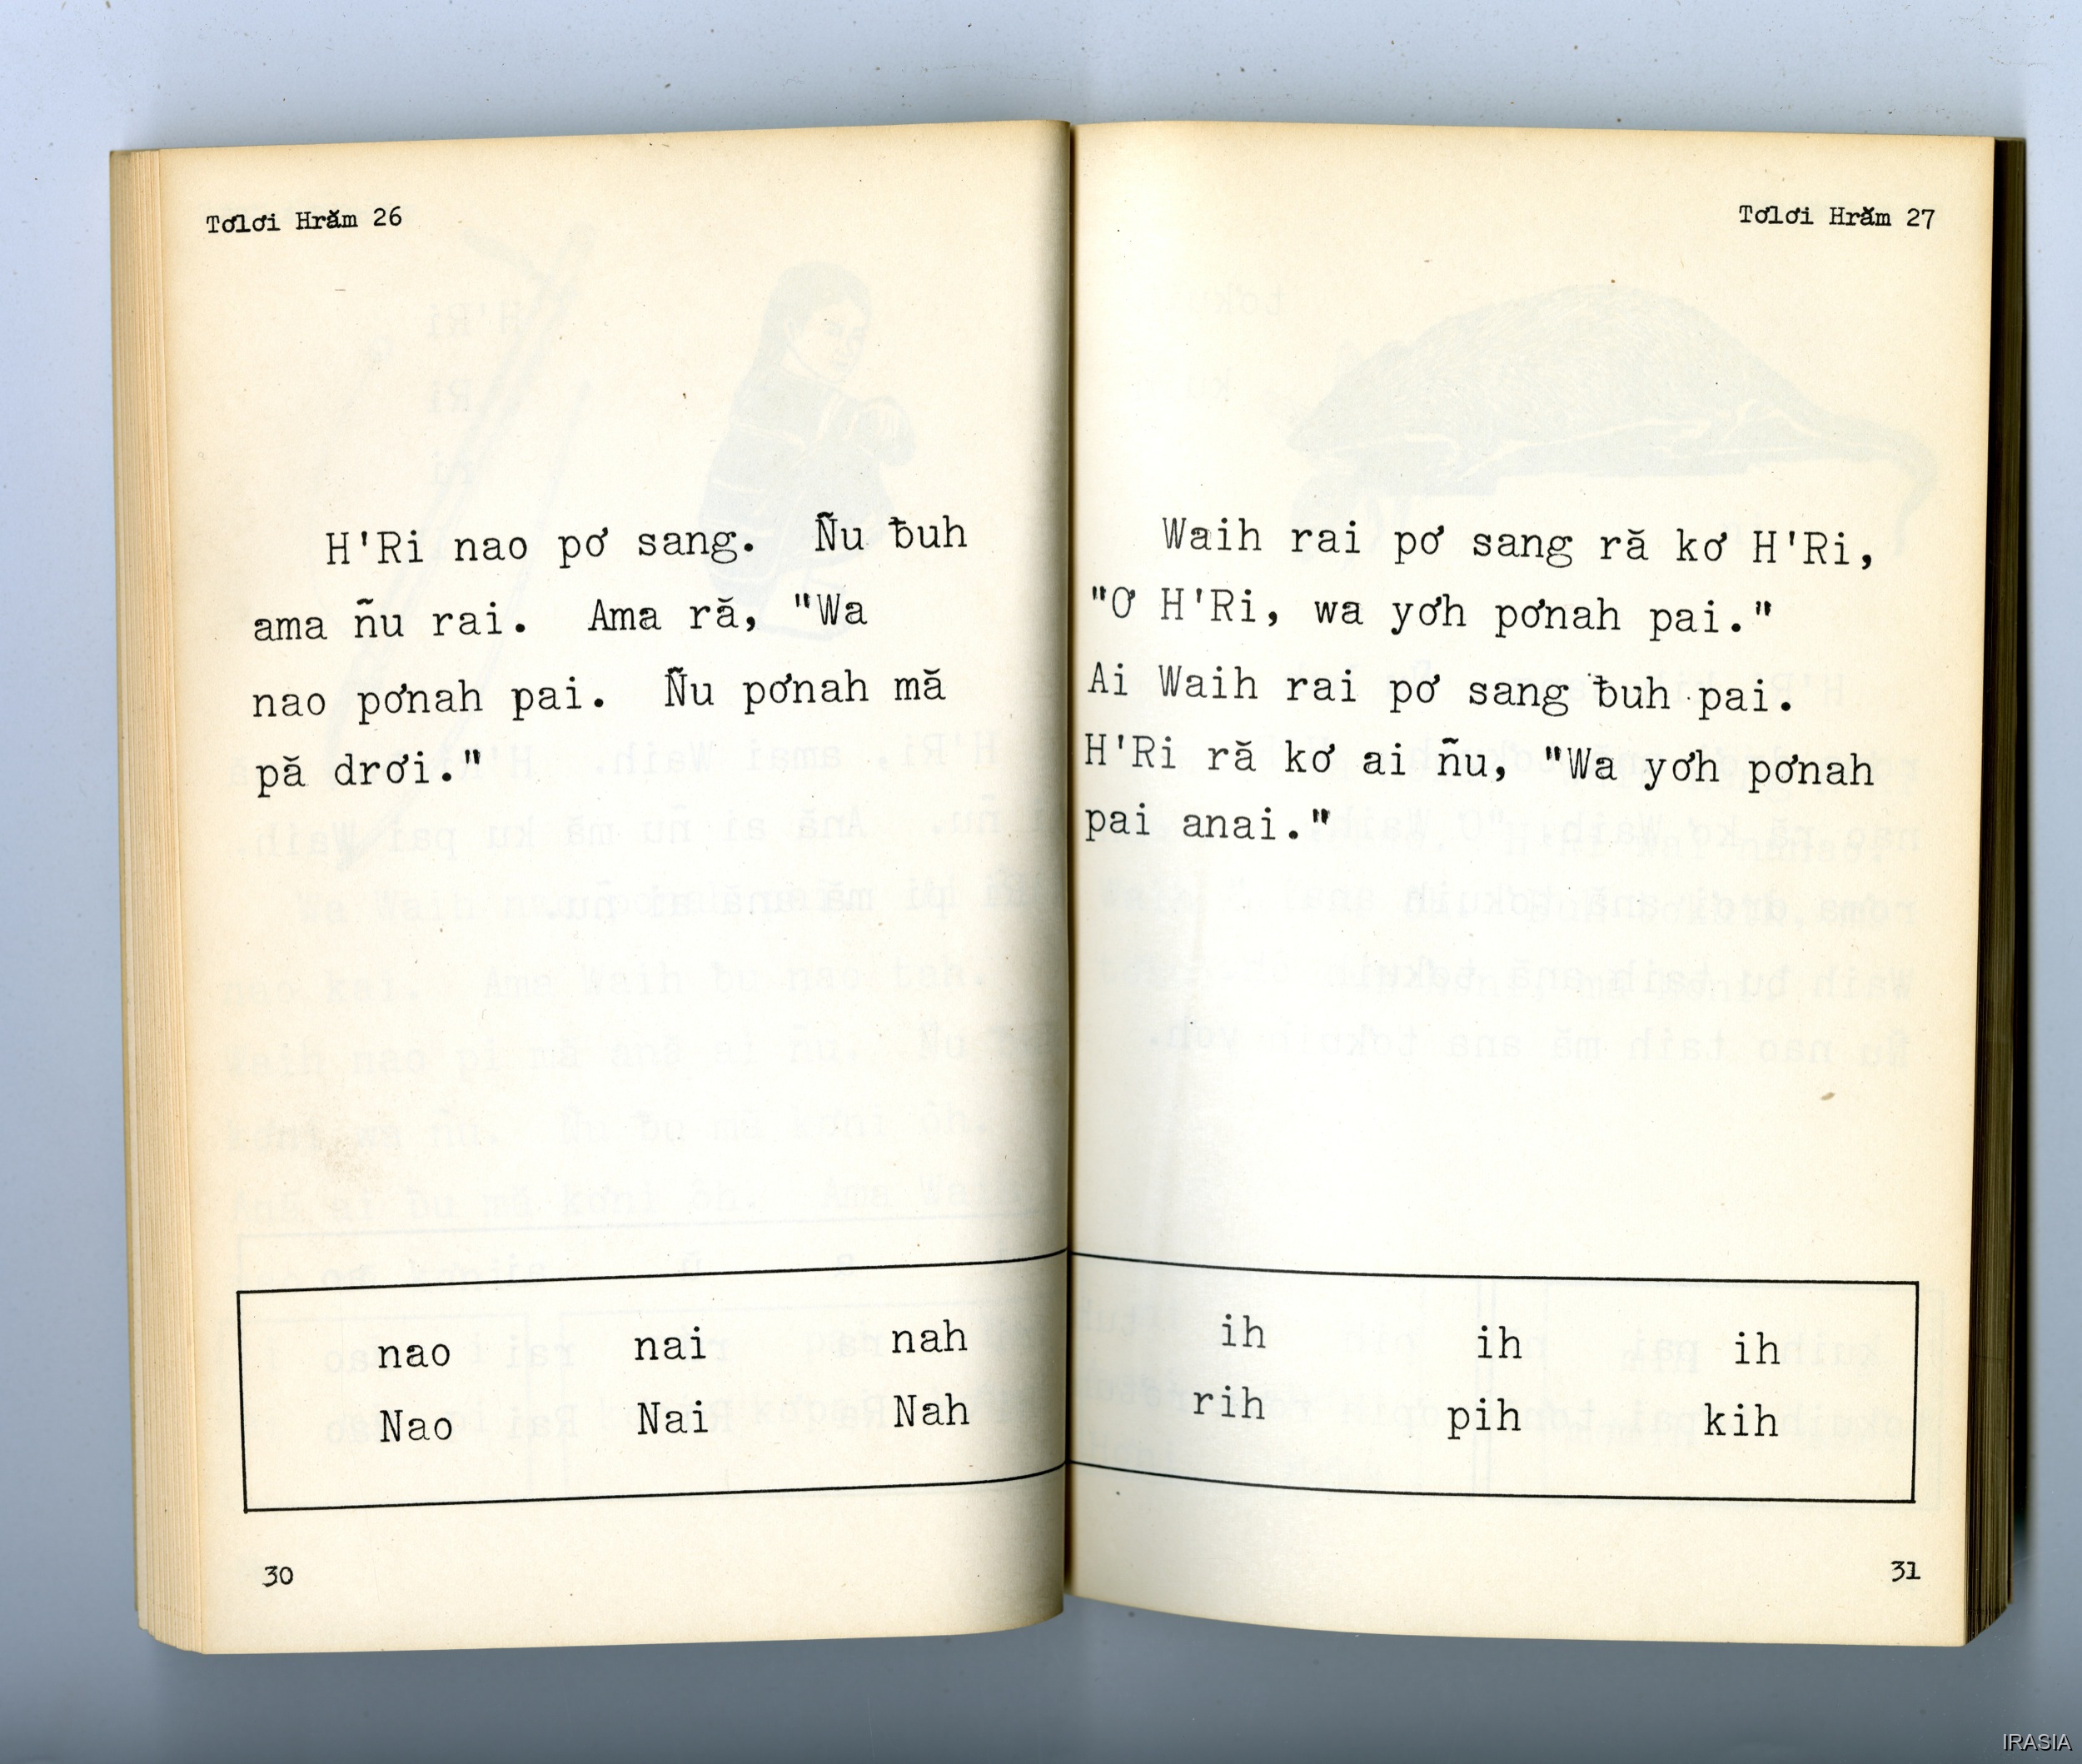 Tơlơi Hrăm 26
H'Ri nao pơ sang. Ñu ƀuh
ama ñu rai. Ama ră, "Wa
nao pơnah pai. Ñu pơnah mă
pă drơi."
nao nai nah
Nao Nai Nah
30
Tơlơi Hrăm 27
Waih rai pơ sang ră kơ H'Ri,
"Ơ H'Ri, wa yơh pơnah pai."
Ai Waih rai pơ sang ƀuh pai.
H'Ri ră kơ ai ñu, "Wa yơh pơnah
pai anai."
ih ih ih
rih pih kih
31
IRASIA